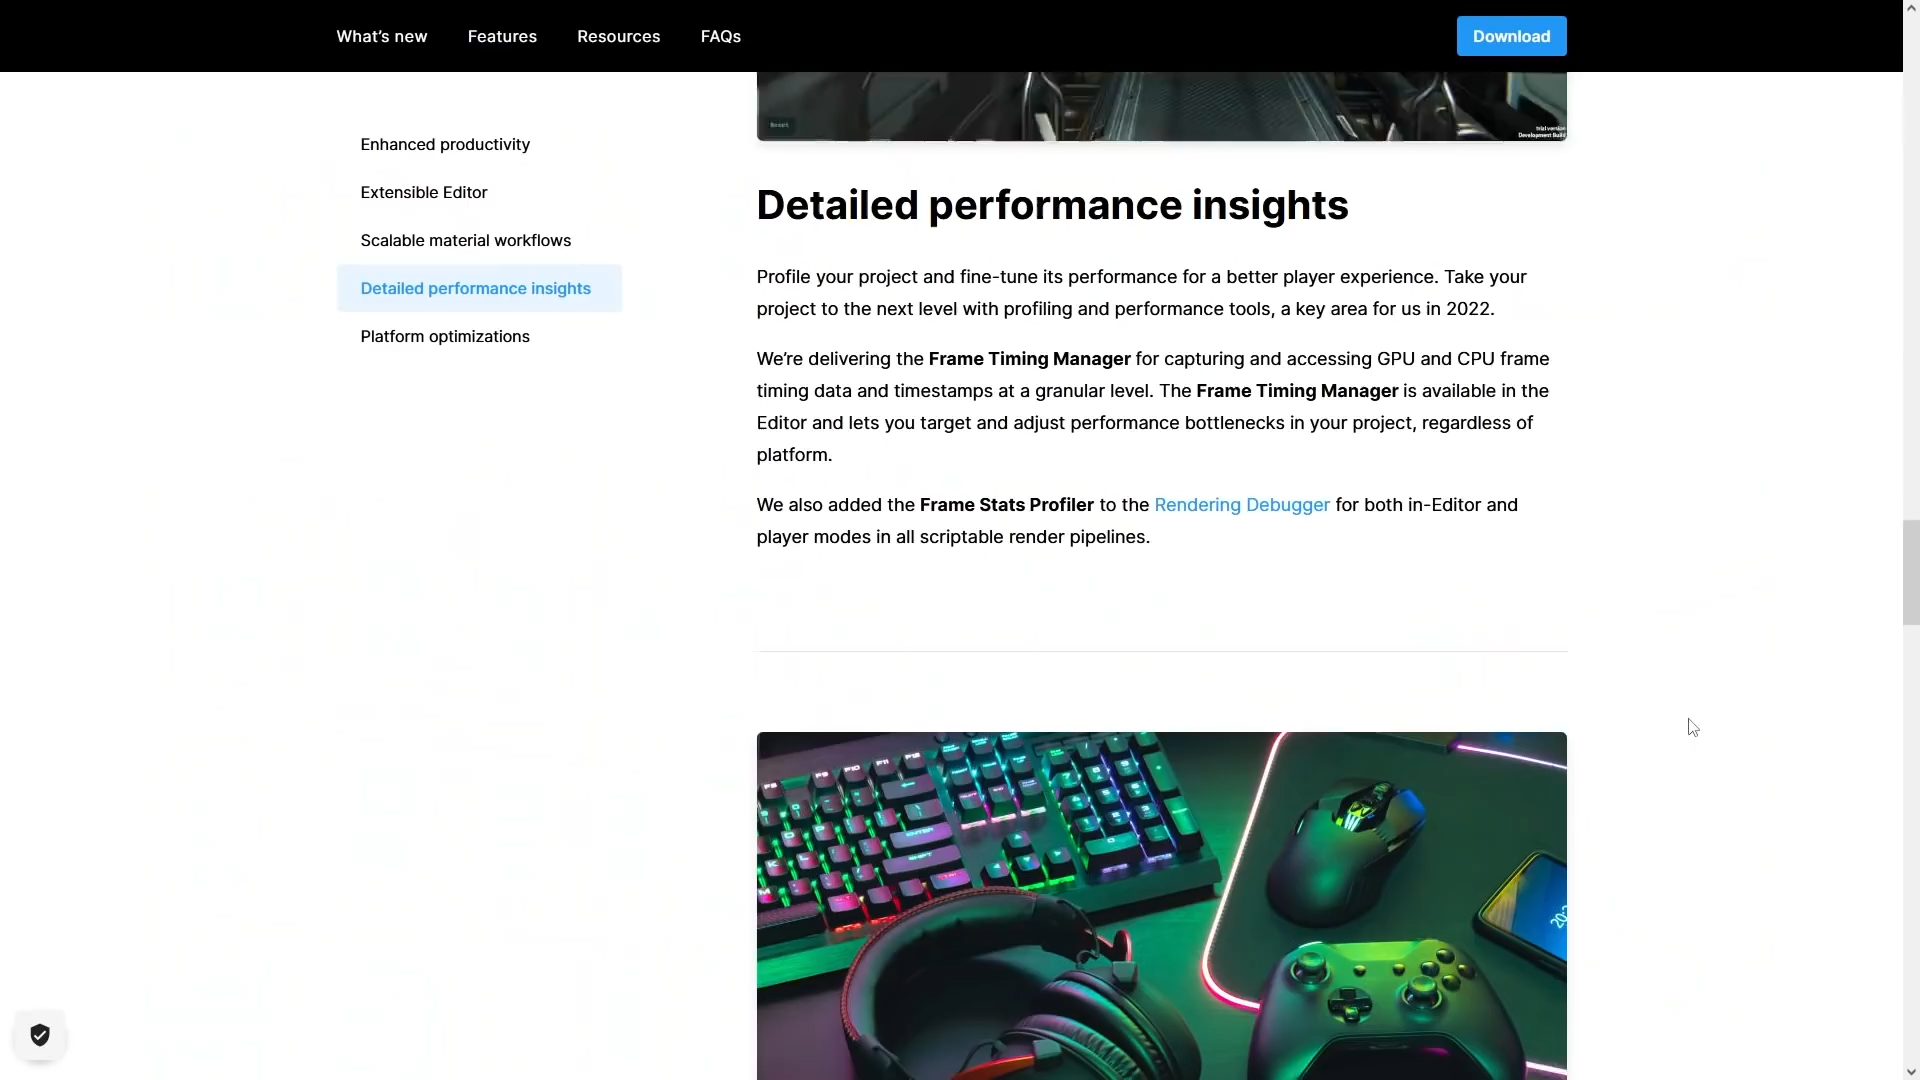 What's new Features Resources FAQs Download
trial version
Development Build
Enhanced productivity
Extensible Editor
Scalable material workflows
Detailed performance insights
Platform optimizations
Detailed performance insights
Profile your project and fine-tune its performance for a better player experience. Take your
project to the next level with profiling and performance tools, a key area for us in 2022.
We're delivering the Frame Timing Manager for capturing and accessing GPU and CPU frame
timing data and timestamps at a granular level. The Frame Timing Manager is available in the
Editor and lets you target and adjust performance bottlenecks in your project, regardless of
platform.
We also added the Frame Stats Profiler to the Rendering Debugger for both in-Editor and
player modes in all scriptable render pipelines.